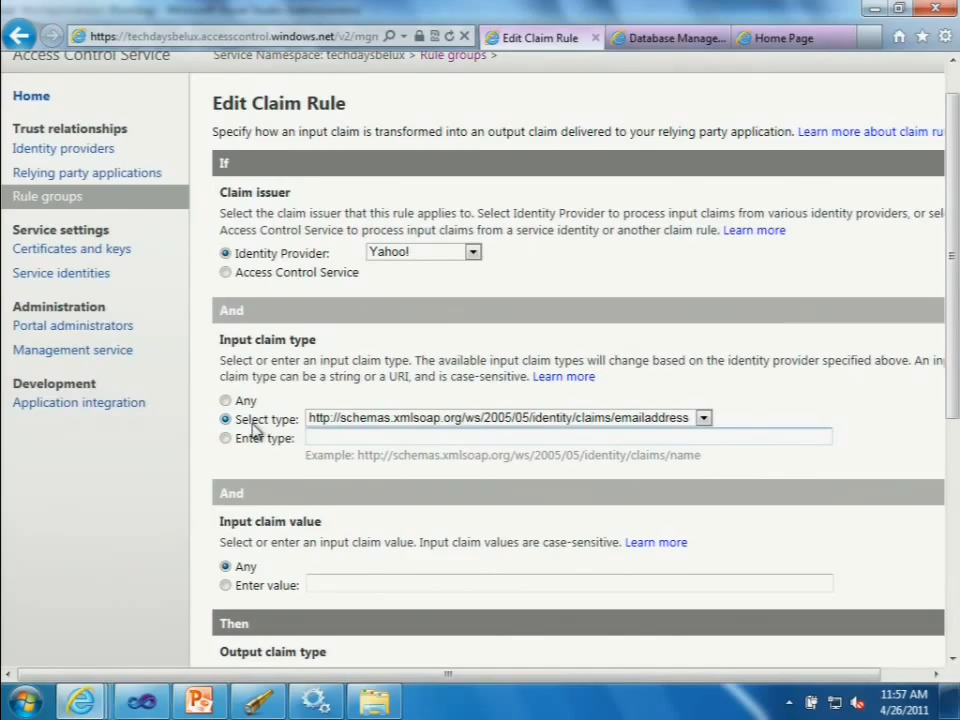 https://techdaysbelux.accesscontrol.windows.net/v2/mgn
Edit Claim Rule
Database Manage...
Home Page
Access Control Service
Service Namespace: techdaysbelux > Rule groups >
Home
Trust relationships
Identity providers
Relying party applications
Rule groups
Service settings
Certificates and keys
Service identities
Administration
Portal administrators
Management service
Development
Application integration
Edit Claim Rule
Specify how an input claim is transformed into an output claim delivered to your relying party application. Learn more about claim ru
If
Claim issuer
Select the claim issuer that this rule applies to. Select Identity Provider to process input claims from various identity providers, or sel
Access Control Service to process input claims from a service identity or another claim rule. Learn more
Identity Provider: Yahoo!
Access Control Service
And
Input claim type
Select or enter an input claim type. The available input claim types will change based on the identity provider specified above. An in
claim type can be a string or a URI, and is case-sensitive. Learn more
Any
Select type: http://schemas.xmlsoap.org/ws/2005/05/identity/claims/emailaddress
Enter type:
Example: http://schemas.xmlsoap.org/ws/2005/05/identity/claims/name
And
Input claim value
Select or enter an input claim value. Input claim values are case-sensitive. Learn more
Any
Enter value:
Then
Output claim type
11:57 AM
4/26/2011